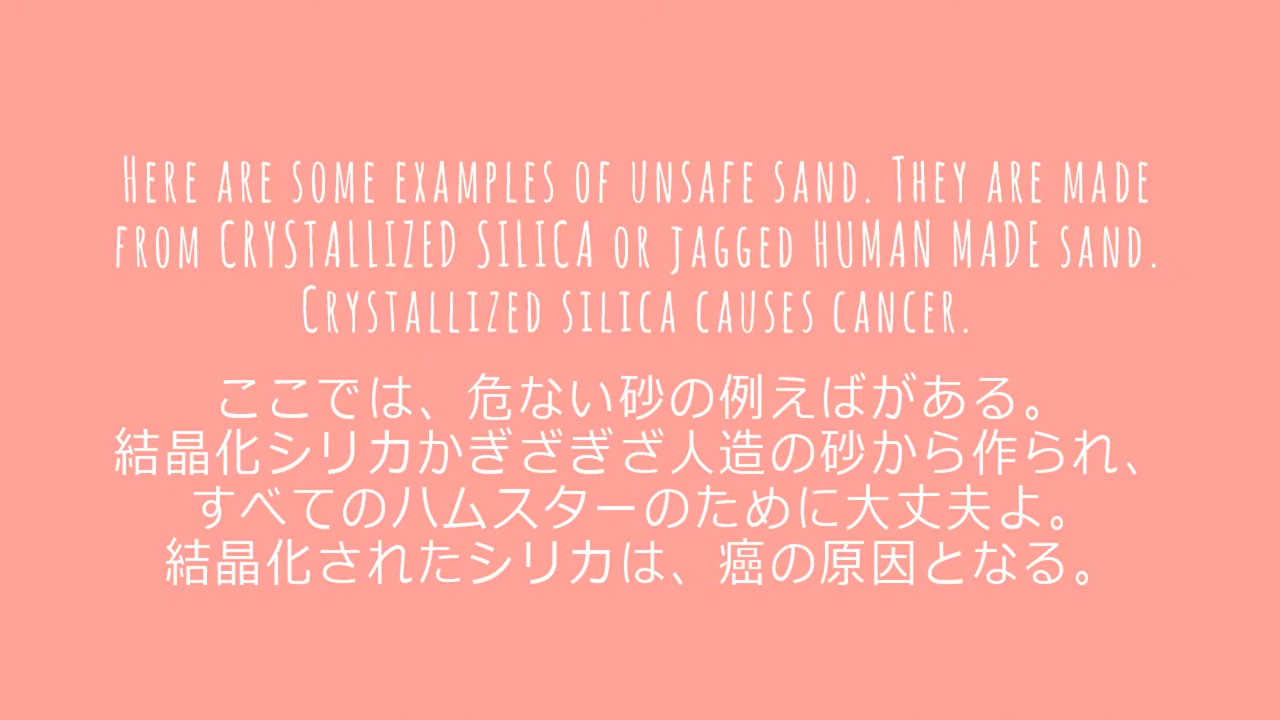 Here are some examples of unsafe sand. They are made
from CRYSTALLIZED SILICA or jagged HUMAN MADE sand.
Crystallized silica causes cancer.
ここでは、危ない砂の例えばがある。
結晶化シリカかぎざぎざ人造の砂から作られ、
すべてのハムスターのために大丈夫よ。
結晶化されたシリカは、癌の原因となる。